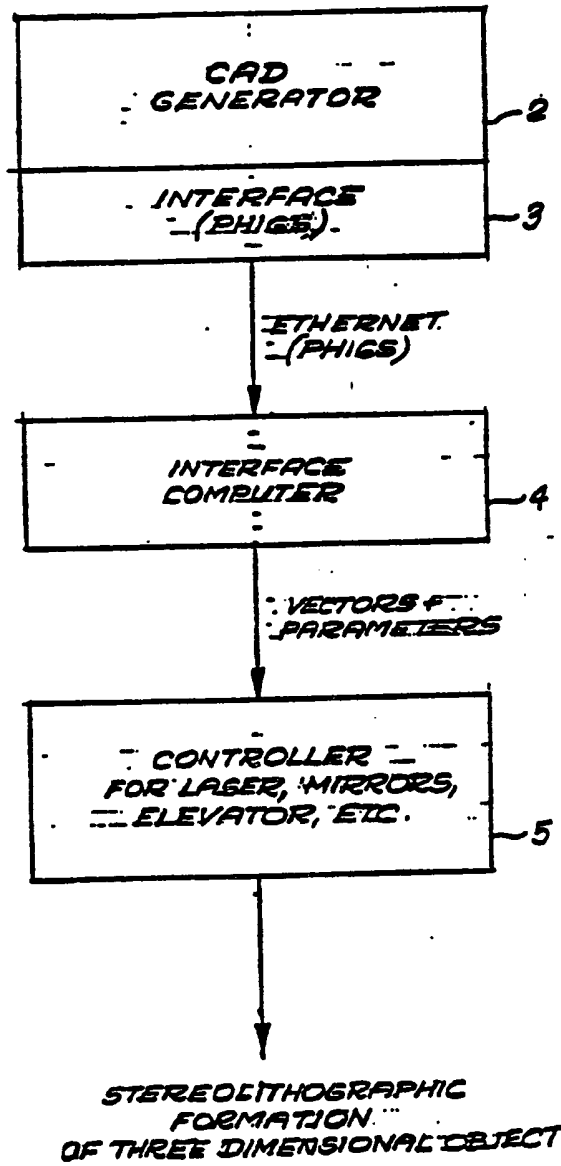 CAD
GENERATOR
2
INTERFACE
(PHIGS)
3
ETHERNET
(PHIGS)
INTERFACE
COMPUTER
4
VECTORS &
PARAMETERS
CONTROLLER
FOR LASER, MIRRORS,
ELEVATOR, ETC.
5
STEREOLITHOGRAPHIC
FORMATION
OF THREE DIMENSIONAL OBJECT